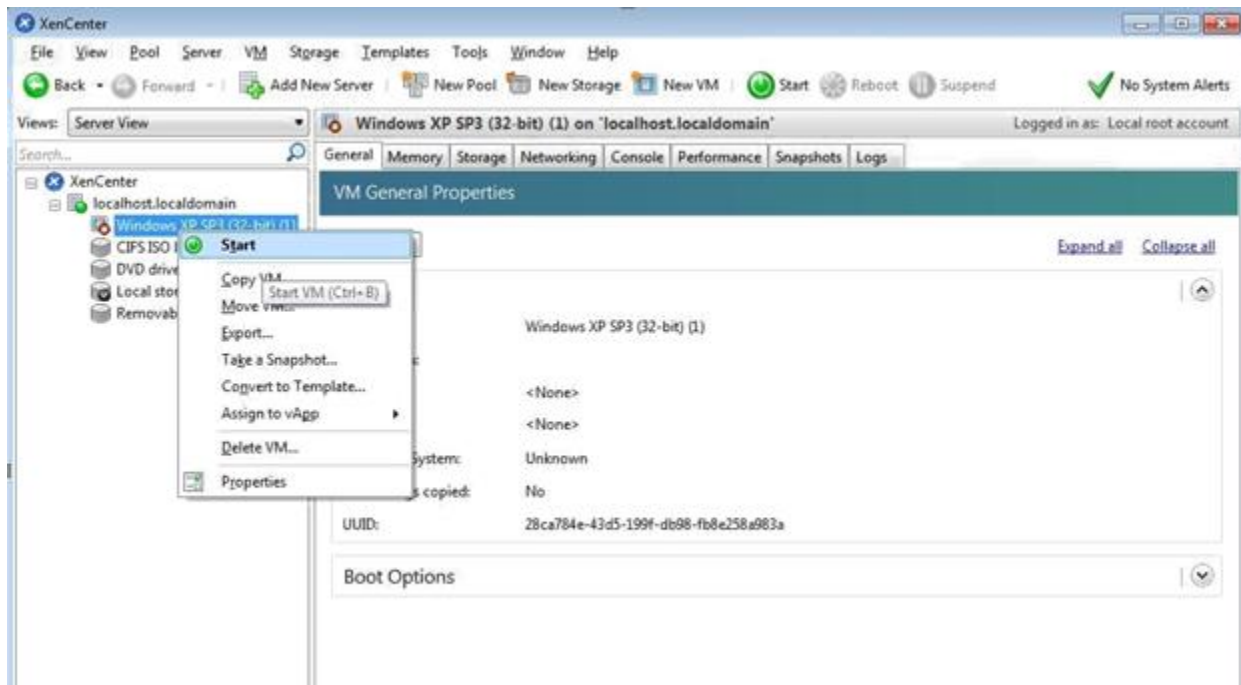 XenCenter
File View Pool Server VM Storage Templates Tools Window Help
Back Forward Add New Server New Pool New Storage New VM Start Reboot Suspend No System Alerts
Views: Server View Windows XP SP3 (32-bit) (1) on 'localhost.localdomain' Logged in as: Local root account
Search... General Memory Storage Networking Console Performance Snapshots Logs
XenCenter
VM General Properties
localhost.localdomain
Windows XP SP3 (32-bit) (1)
CIFS ISO
Start
Expand all Collapse all
DVD drive
Copy VM...
Local stor
Start VM (Ctrl+B)
Move VM...
Removab
Windows XP SP3 (32-bit) (1)
Export...
Take a Snapshot...
Convert to Template...
<None>
Assign to vApp
<None>
Delete VM...
System: Unknown
Properties
copied: No
UUID: 28ca784e-43d5-199f-db98-fb8e258a983a
Boot Options